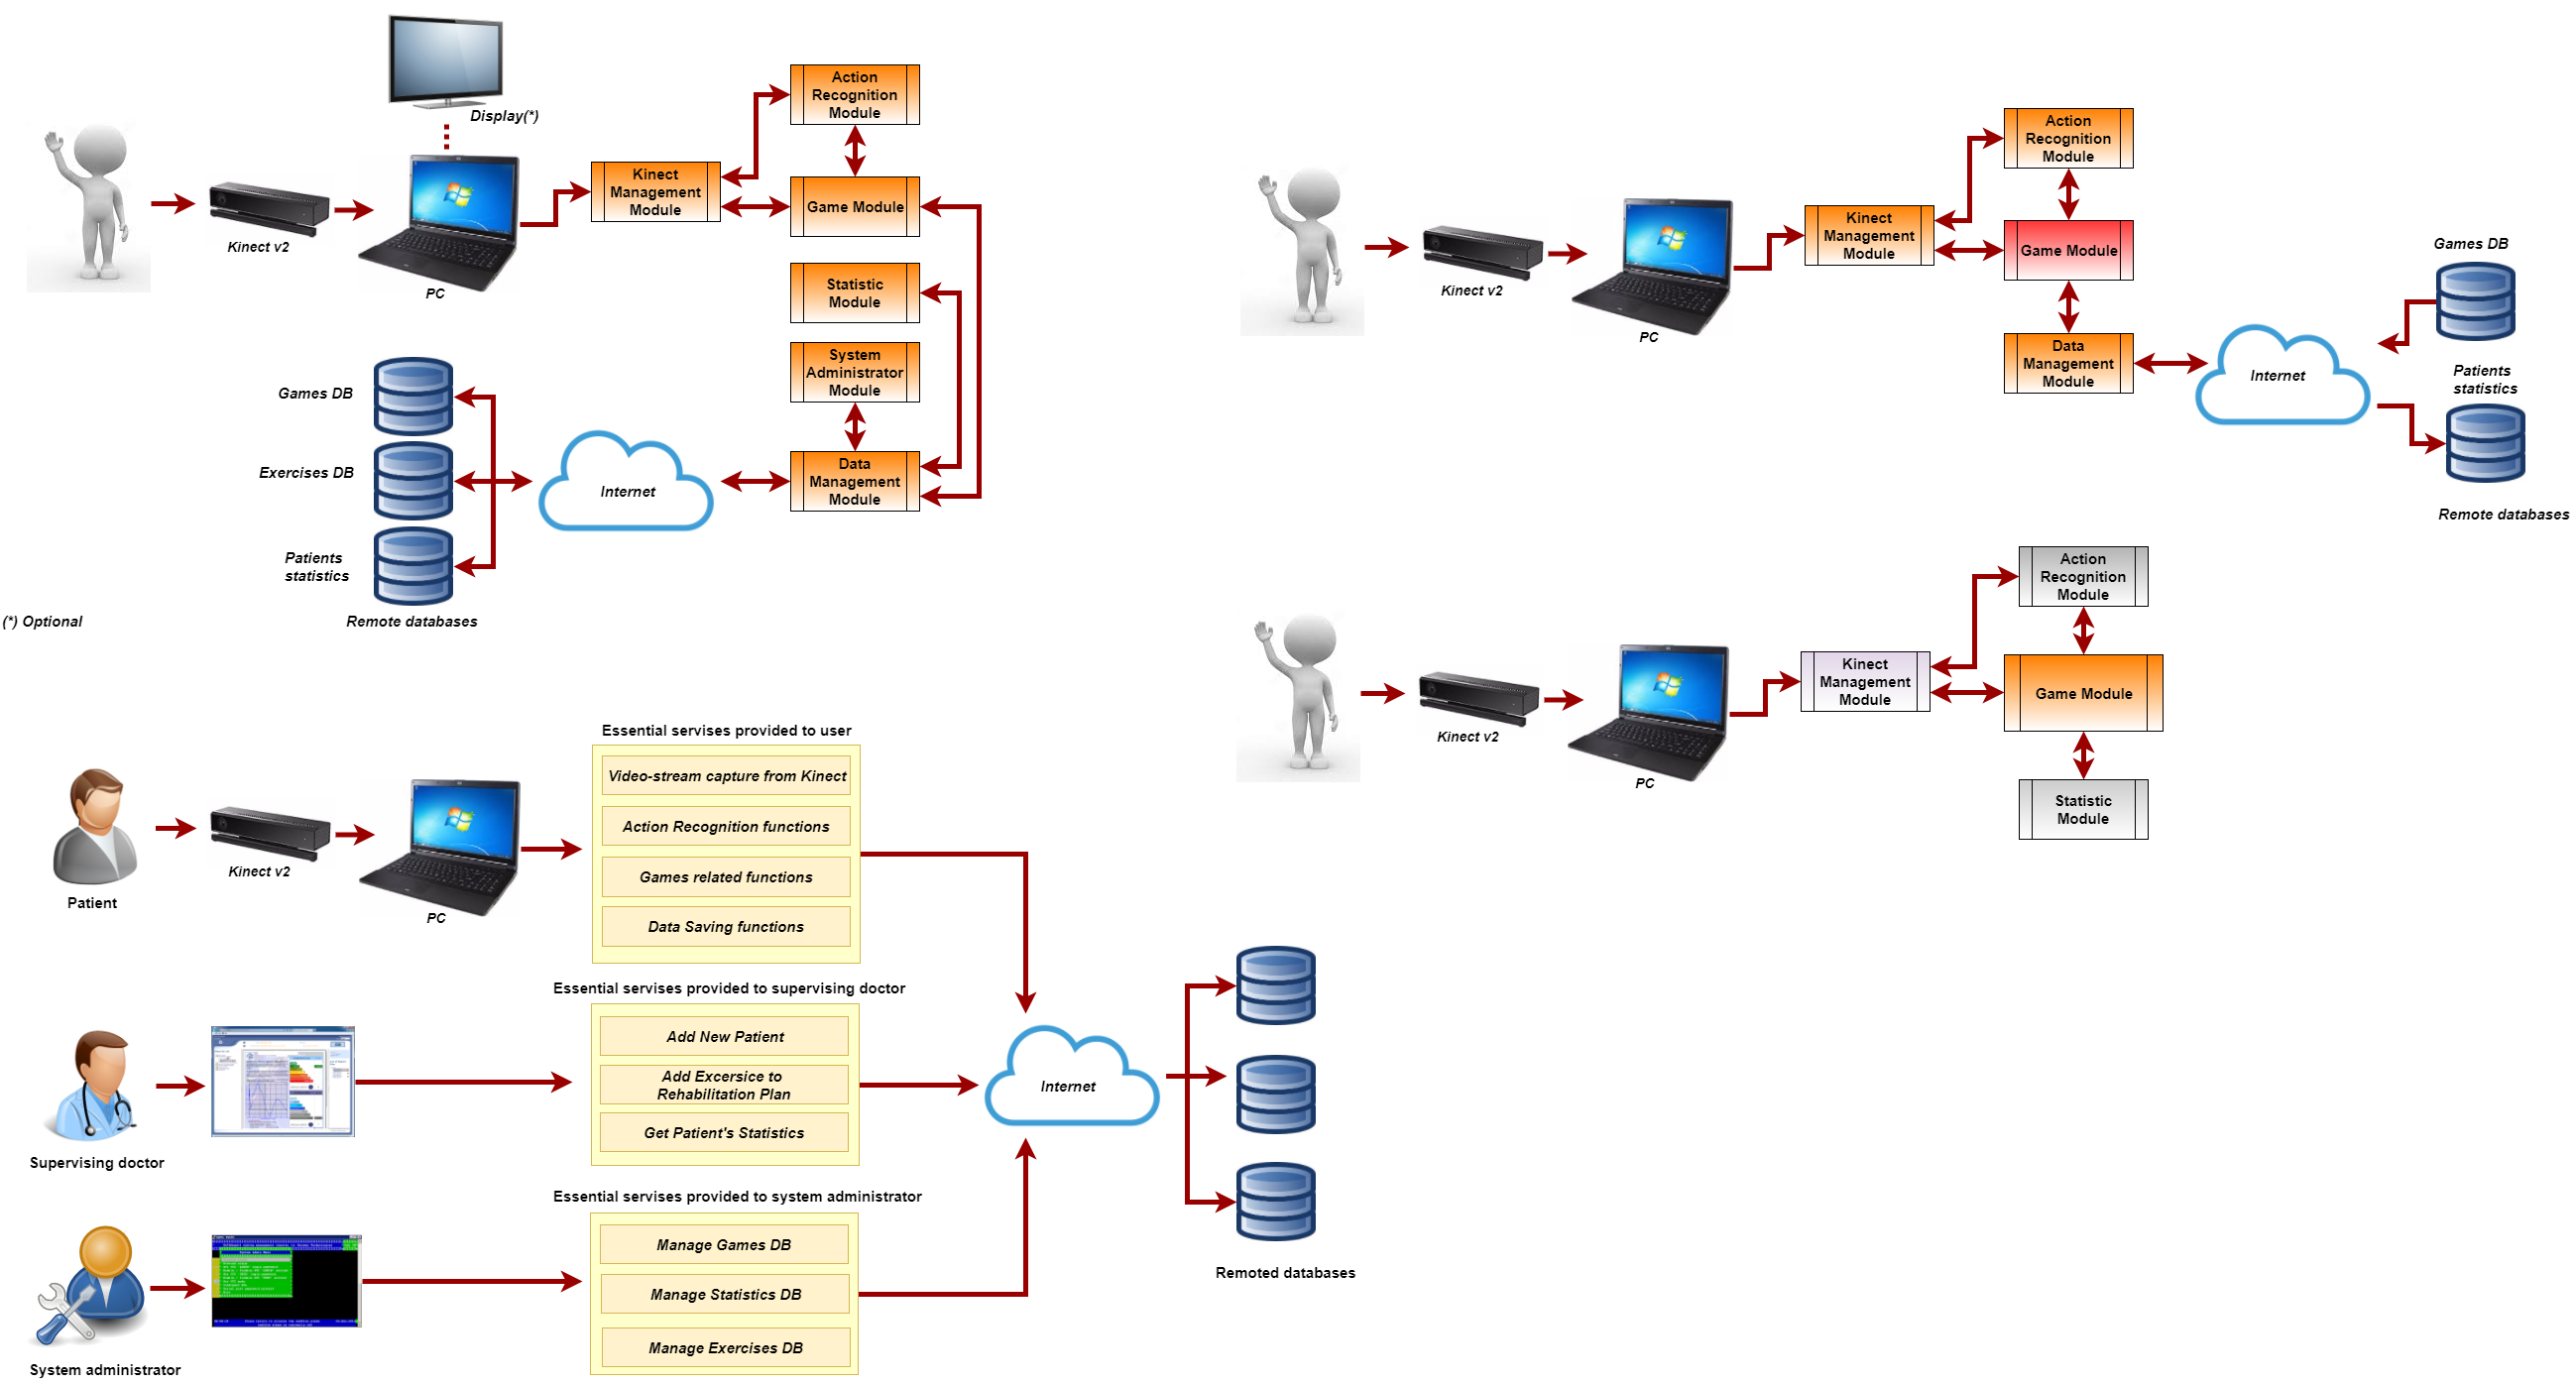 Display(*)
Kinect v2
PC
Kinect
Management
Module
Action
Recognition
Module
Game Module
Statistic
Module
System
Administrator
Module
Data
Management
Module
Internet
Games DB
Exercises DB
Patients
statistics
Remote databases
(*) Optional
Kinect v2
PC
Kinect
Management
Module
Action
Recognition
Module
Game Module
Data
Management
Module
Internet
Games DB
Patients
statistics
Remote databases
Kinect v2
PC
Kinect
Management
Module
Action
Recognition
Module
Game Module
Statistic
Module
Patient
Kinect v2
PC
Essential servises provided to user
Video-stream capture from Kinect
Action Recognition functions
Games related functions
Data Saving functions
Supervising doctor
Essential servises provided to supervising doctor
Add New Patient
Add Excersice to
Rehabilitation Plan
Get Patient's Statistics
System administrator
Essential servises provided to system administrator
Manage Games DB
Manage Statistics DB
Manage Exercises DB
Internet
Remoted databases